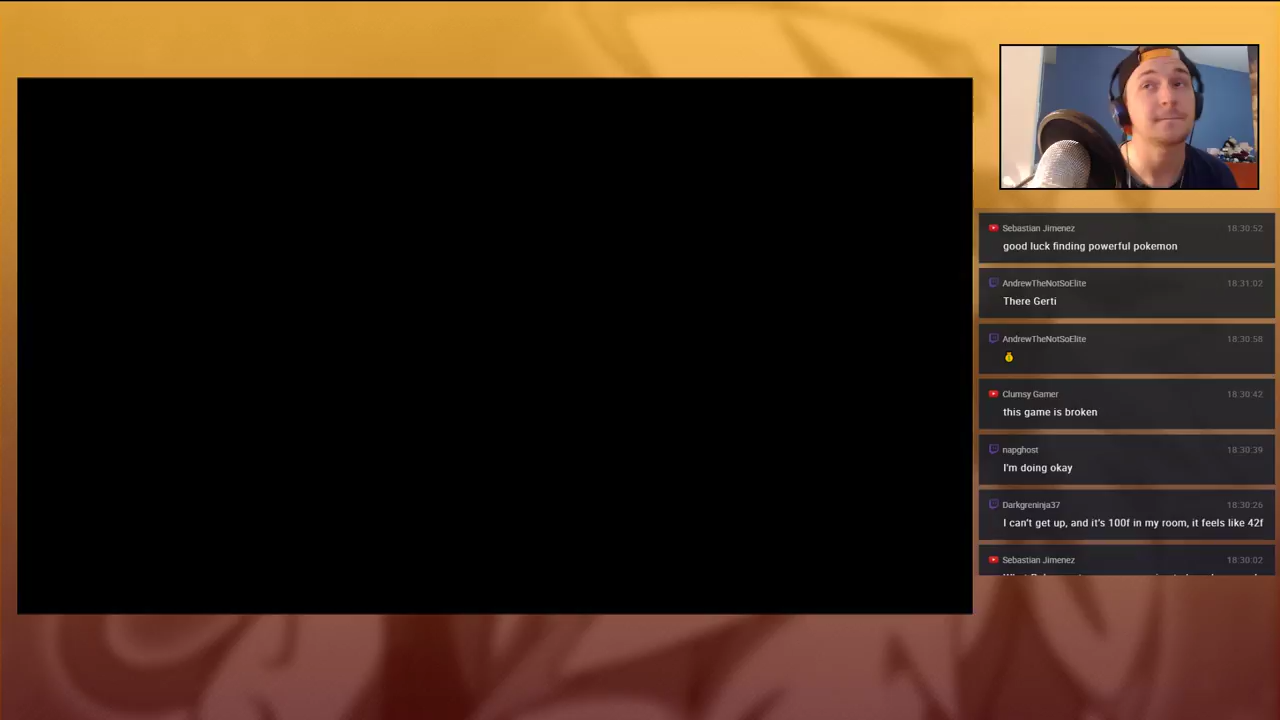 Sebastian Jimenez 18:30:52
good luck finding powerful pokemon
AndrewTheNotSoElite 18:31:02
There Gerti
AndrewTheNotSoElite 18:30:58
Clumsy Gamer 18:30:42
this game is broken
napghost 18:30:39
I'm doing okay
Darkgreninja37 18:30:26
I can't get up, and it's 100f in my room, it feels like 42f
Sebastian Jimenez 18:30:02